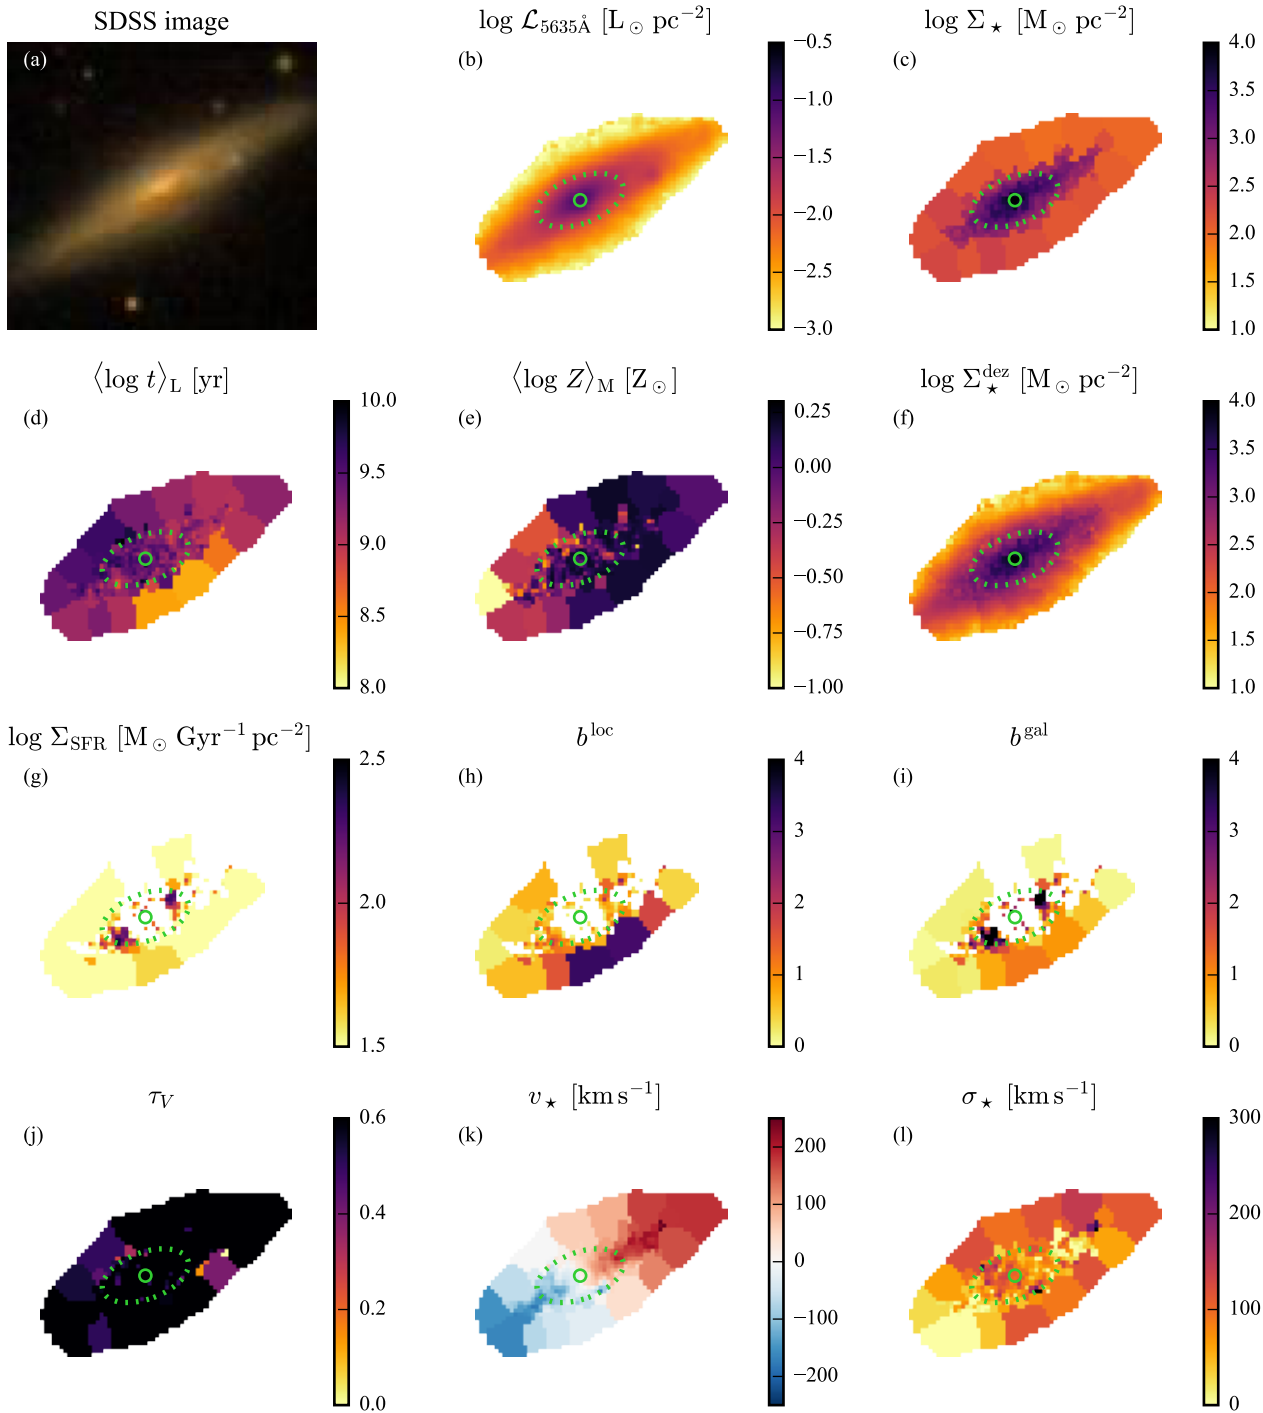 SDSS image
(a)
log ℒ₅₆₃₅Å [L⊙ pc⁻²]
(b)
−0.5
−1.0
−1.5
−2.0
−2.5
−3.0
log Σ⋆ [M⊙ pc⁻²]
(c)
4.0
3.5
3.0
2.5
2.0
1.5
1.0
⟨log t⟩L [yr]
(d)
10.0
9.5
9.0
8.5
8.0
⟨log Z⟩M [Z⊙]
(e)
0.25
0.00
−0.25
−0.50
−0.75
−1.00
log Σ⋆^dez [M⊙ pc⁻²]
(f)
4.0
3.5
3.0
2.5
2.0
1.5
1.0
log Σ_SFR [M⊙ Gyr⁻¹ pc⁻²]
(g)
2.5
2.0
1.5
b^loc
(h)
4
3
2
1
0
b^gal
(i)
4
3
2
1
0
τ_V
(j)
0.6
0.4
0.2
0.0
v⋆ [km s⁻¹]
(k)
200
100
0
−100
−200
σ⋆ [km s⁻¹]
(l)
300
200
100
0